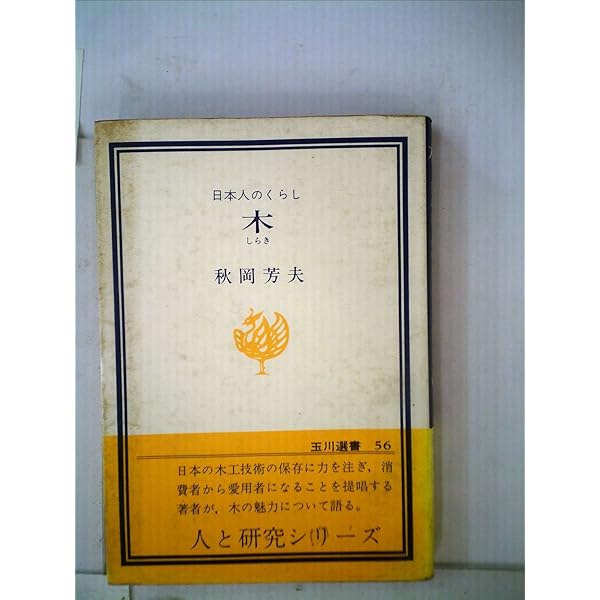 日本人のくらし
木
しらき
秋岡芳夫
玉川選書 56
日本の木工技術の保存に力を注ぎ，消
費者から愛用者になることを提唱する
著者が，木の魅力について語る。
人と研究シリーズ